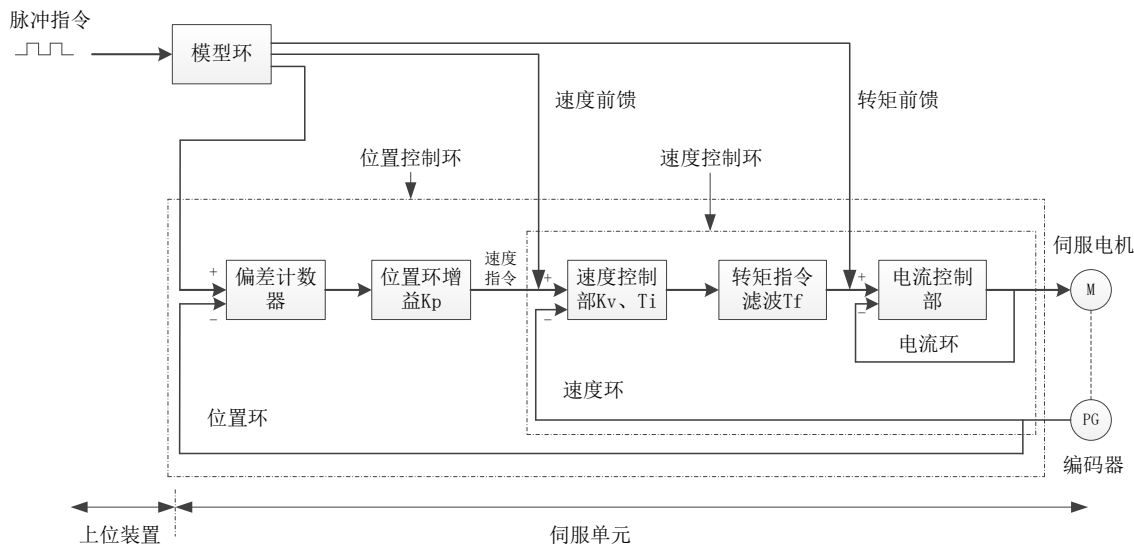 脉冲指令
模型环
速度前馈
转矩前馈
位置控制环
速度控制环
伺服电机
+
偏差计数
器
−
位置环增
益Kp
速度
指令
+
速度控制
部Kv、Ti
−
转矩指令
滤波Tf
+
电流控制
部
−
M
电流环
速度环
位置环
PG
编码器
上位装置
伺服单元